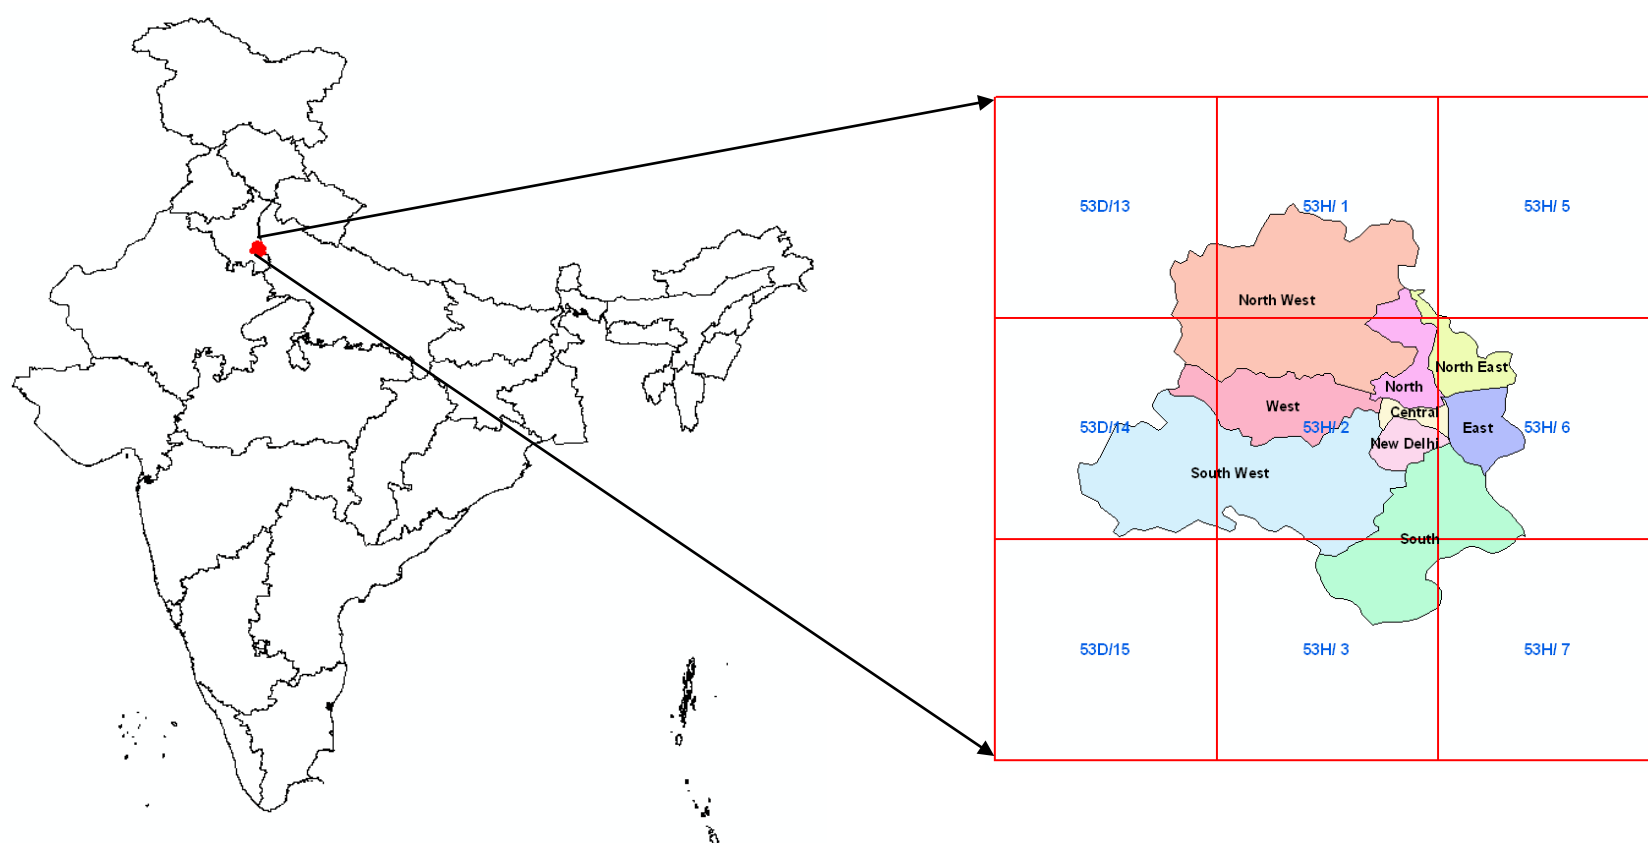 53D/13
53H/ 1
53H/ 5
North West
North East
North
West
Central
53D/14
53H/2
East
53H/ 6
New Delhi
South West
South
53D/15
53H/ 3
53H/ 7